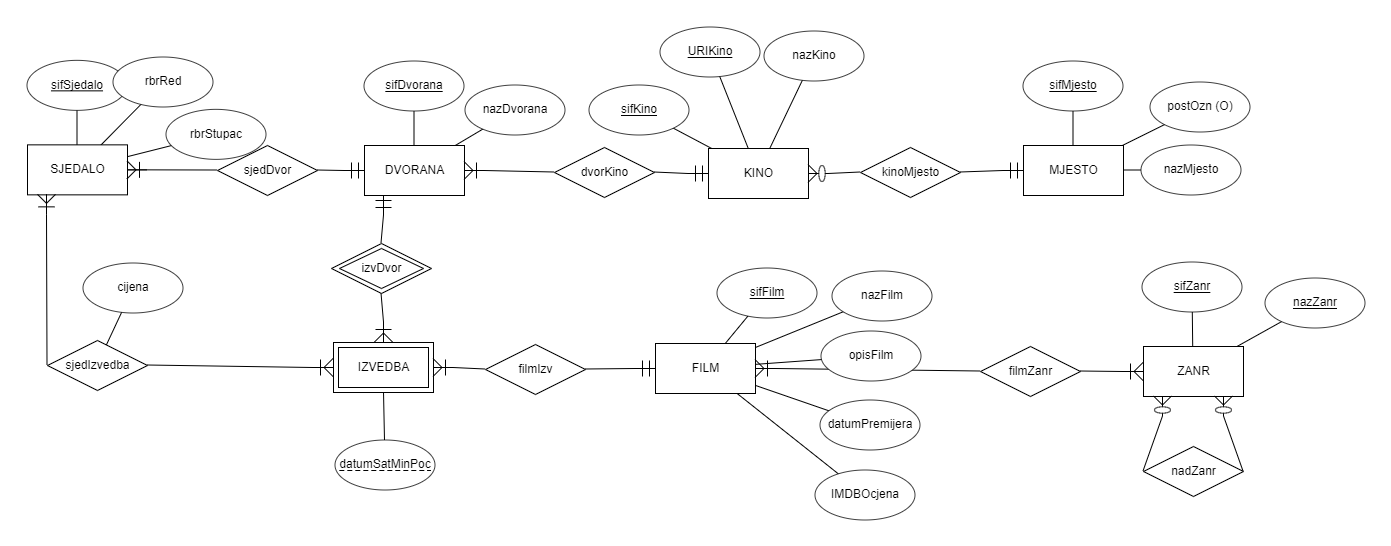 URIKino
nazKino
sifSjedalo
rbrRed
sifDvorana
nazDvorana
sifKino
sifMjesto
postOzn (O)
rbrStupac
SJEDALO
sjedDvor
DVORANA
dvorKino
KINO
kinoMjesto
MJESTO
nazMjesto
izvDvor
cijena
sifFilm
nazFilm
sifZanr
nazZanr
opisFilm
sjedIzvedba
IZVEDBA
filmIzv
FILM
filmZanr
ZANR
datumPremijera
datumSatMinPoc
nadZanr
IMDBOcjena